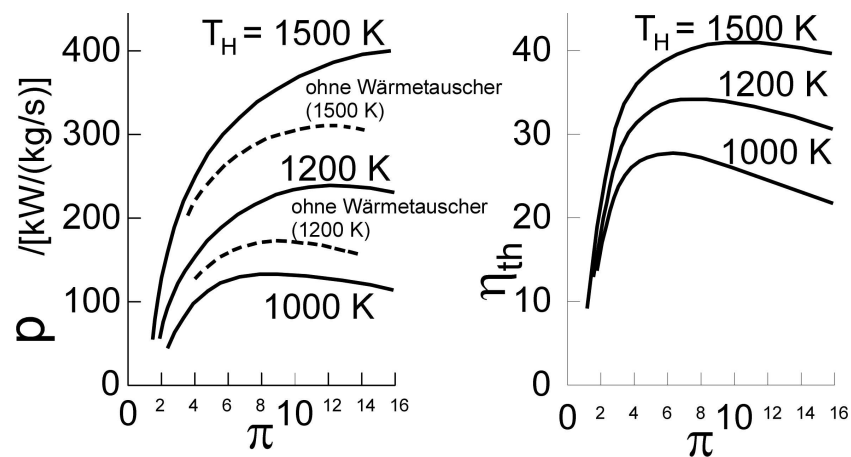 T_H = 1500 K
400
300
200
100
0
p /[kW/(kg/s)]
ohne Wärmetauscher
(1500 K)
1200 K
ohne Wärmetauscher
(1200 K)
1000 K
0 2 4 6 8 10 12 14 16
π
T_H = 1500 K
40
30
20
10
0
η_th
1200 K
1000 K
0 2 4 6 8 10 12 14 16
π